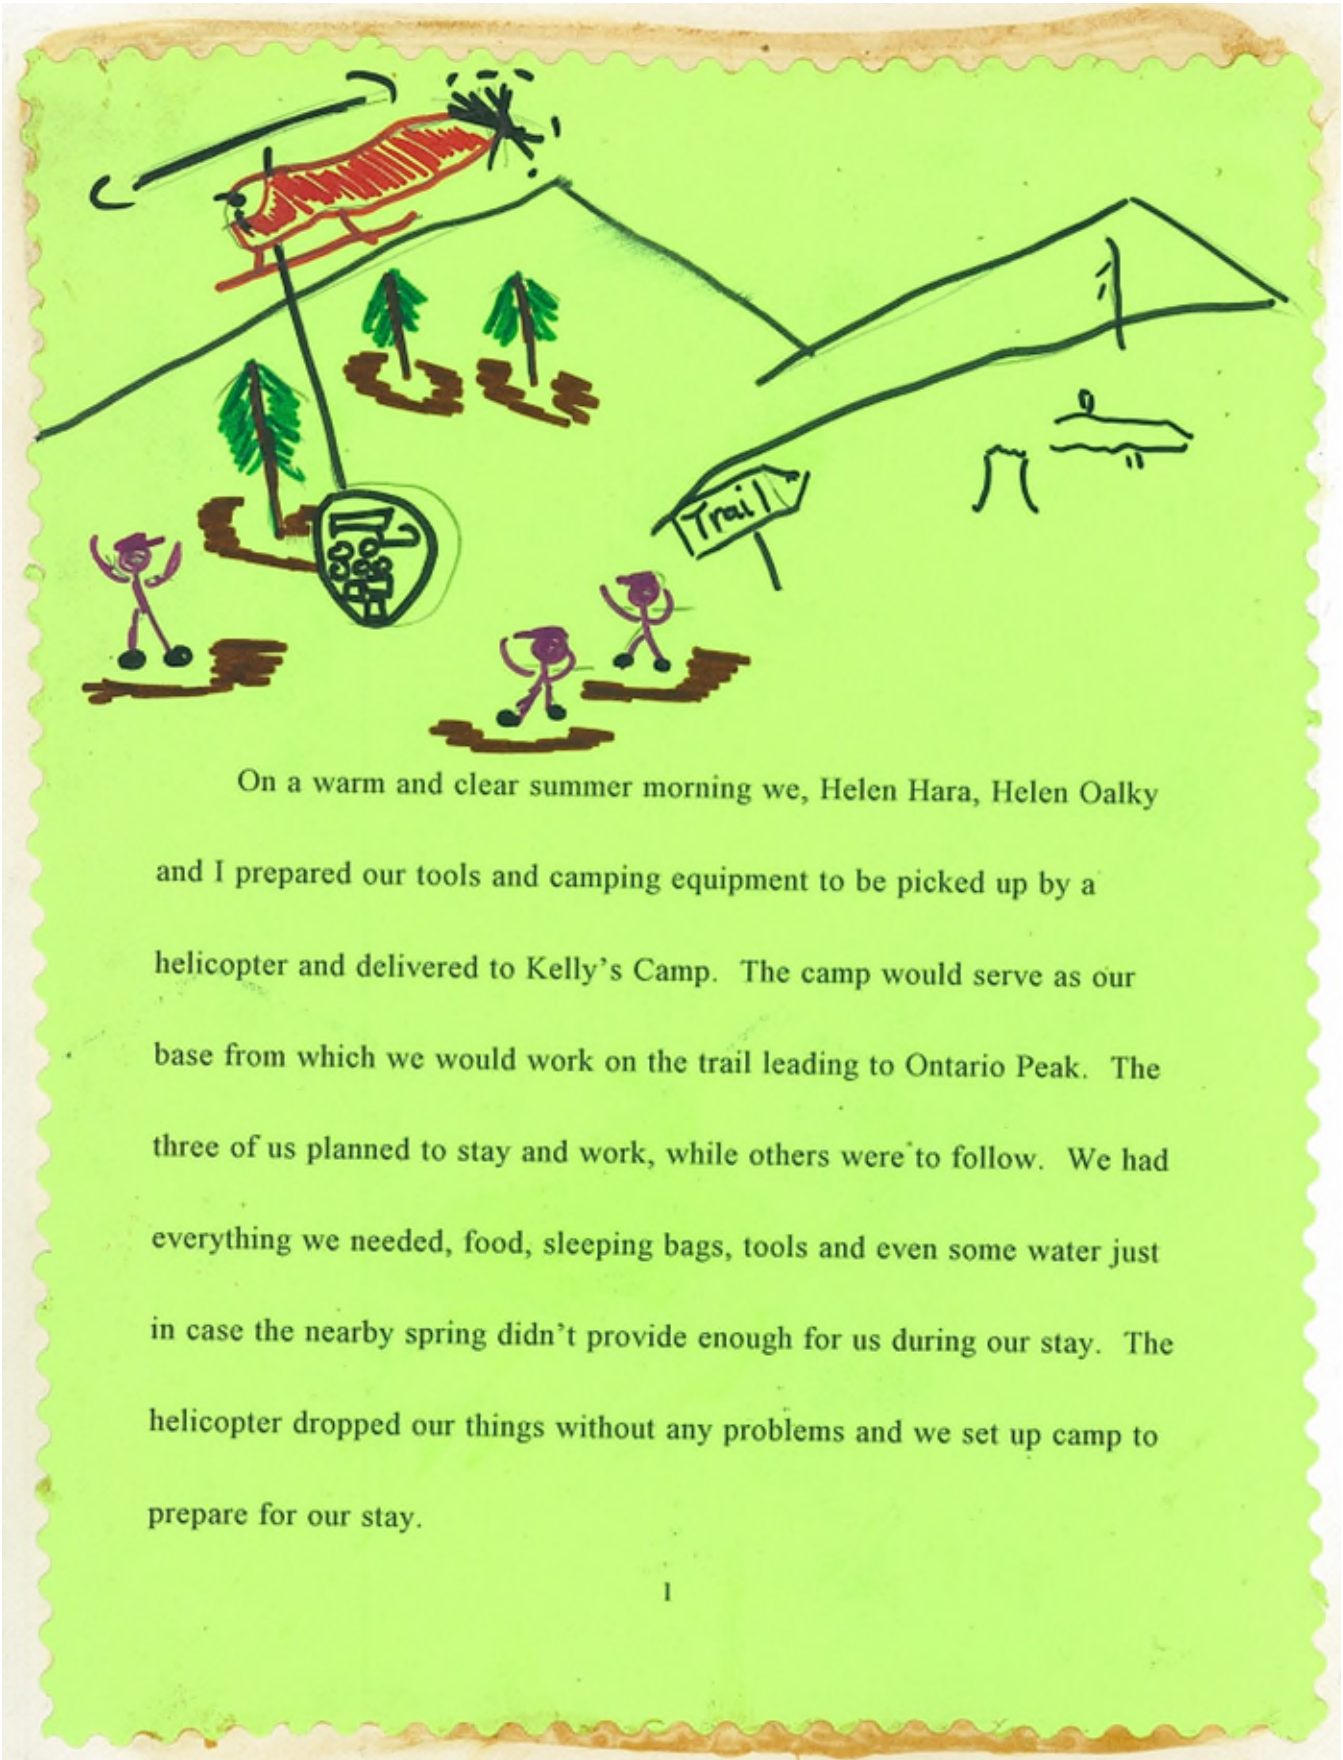 Trail
On a warm and clear summer morning we, Helen Hara, Helen Oalky
and I prepared our tools and camping equipment to be picked up by a
helicopter and delivered to Kelly's Camp.  The camp would serve as our
base from which we would work on the trail leading to Ontario Peak.  The
three of us planned to stay and work, while others were to follow.  We had
everything we needed, food, sleeping bags, tools and even some water just
in case the nearby spring didn't provide enough for us during our stay.  The
helicopter dropped our things without any problems and we set up camp to
prepare for our stay.
1